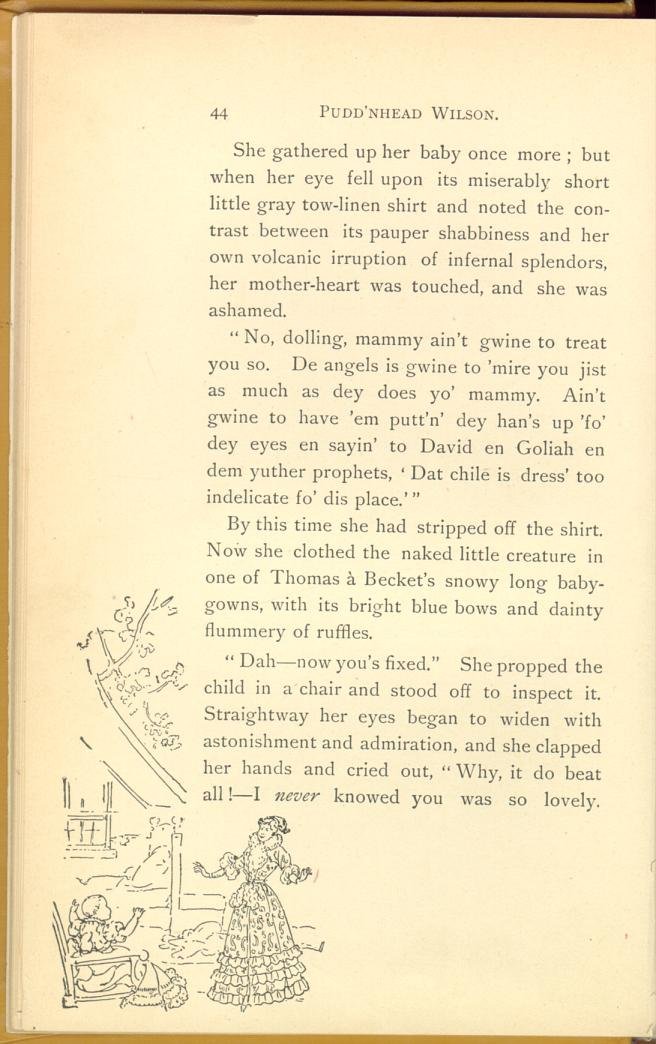 44 PUDD'NHEAD WILSON.
She gathered up her baby once more ; but
when her eye fell upon its miserably short
little gray tow-linen shirt and noted the con-
trast between its pauper shabbiness and her
own volcanic irruption of infernal splendors,
her mother-heart was touched, and she was
ashamed.
“ No, dolling, mammy ain't gwine to treat
you so. De angels is gwine to 'mire you jist
as much as dey does yo' mammy. Ain't
gwine to have 'em putt'n' dey han's up 'fo'
dey eyes en sayin' to David en Goliah en
dem yuther prophets, ‘ Dat chile is dress' too
indelicate fo' dis place.’ ”
By this time she had stripped off the shirt.
Now she clothed the naked little creature in
one of Thomas à Becket's snowy long baby-
gowns, with its bright blue bows and dainty
flummery of ruffles.
“ Dah—now you's fixed.” She propped the
child in a chair and stood off to inspect it.
Straightway her eyes began to widen with
astonishment and admiration, and she clapped
her hands and cried out, “ Why, it do beat
all !—I never knowed you was so lovely.